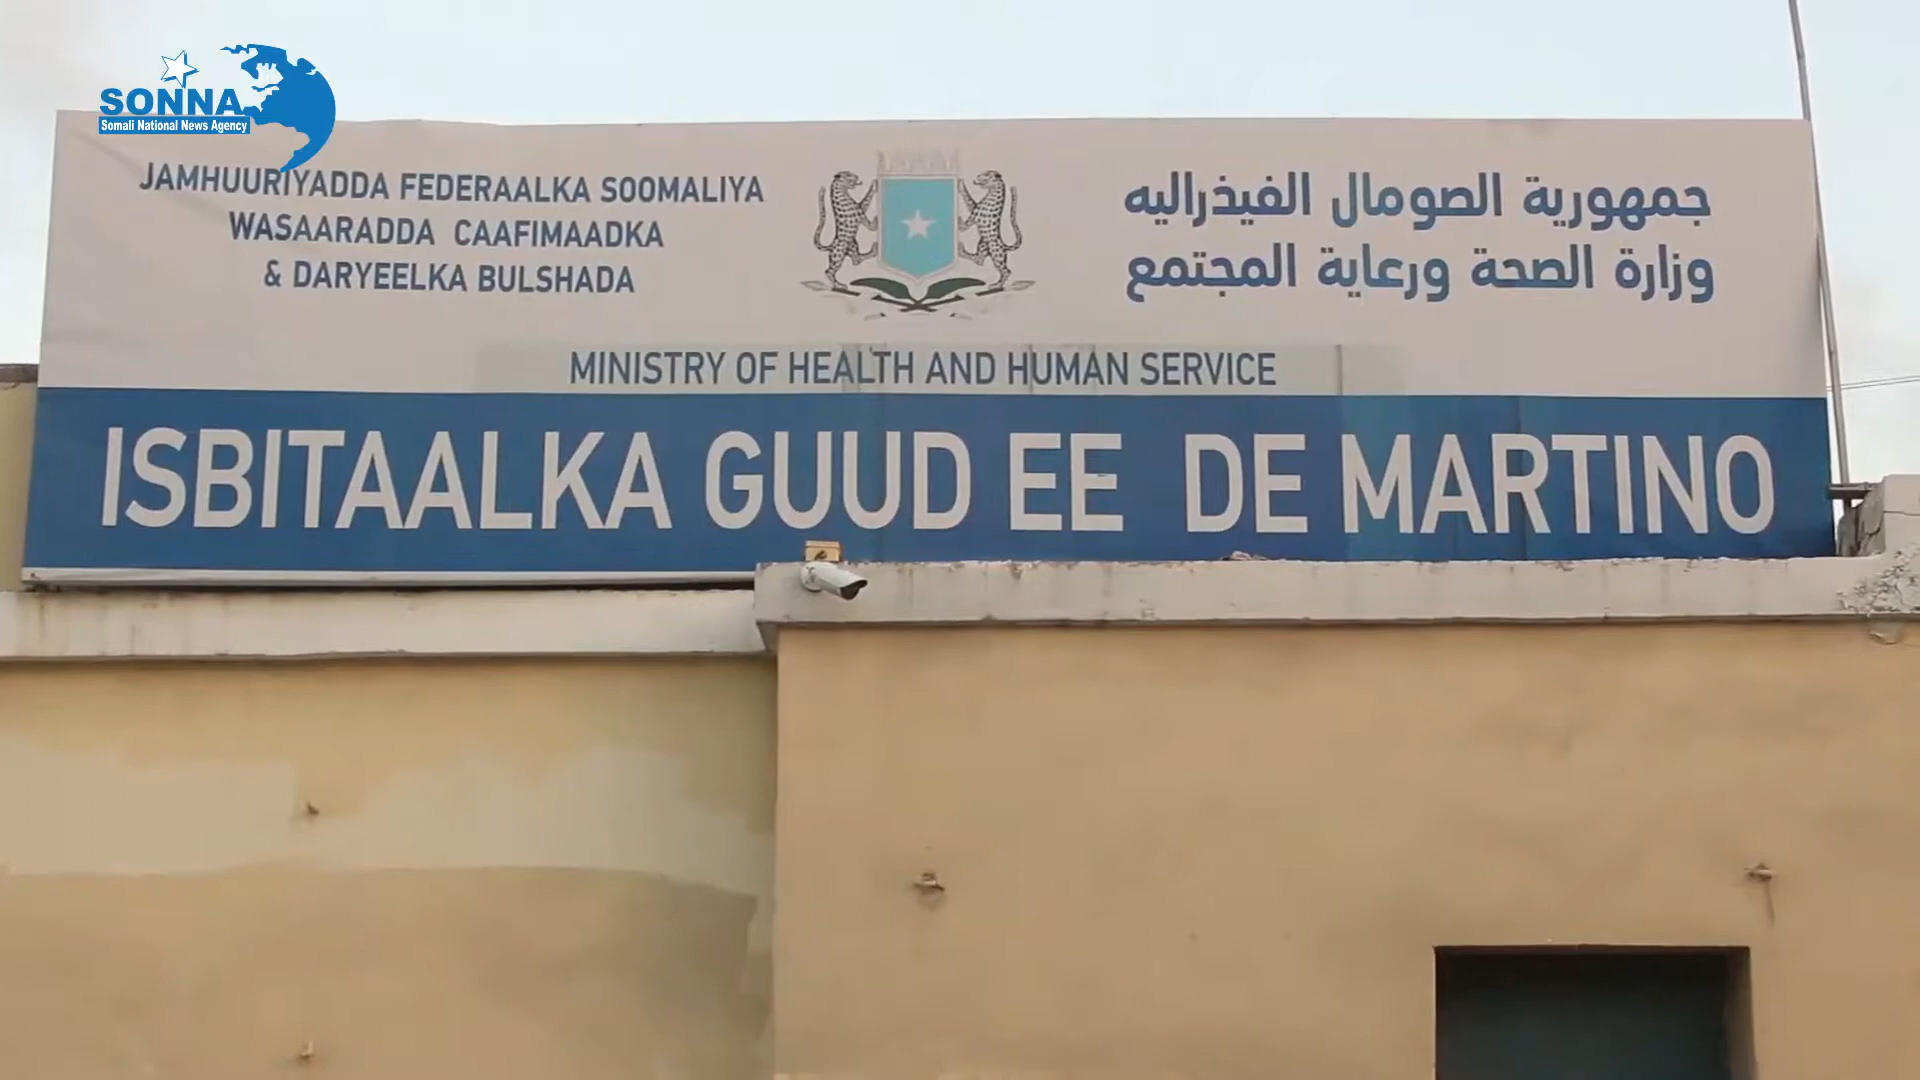 SONNA
Somali National News Agency
JAMHUURIYADDA FEDERAALKA SOOMALIYA
WASAARADDA CAAFIMAADKA
& DARYEELKA BULSHADA
جمهورية الصومال الفيذراليه
وزارة الصحة ورعاية المجتمع
MINISTRY OF HEALTH AND HUMAN SERVICE
ISBITAALKA GUUD EE DE MARTINO